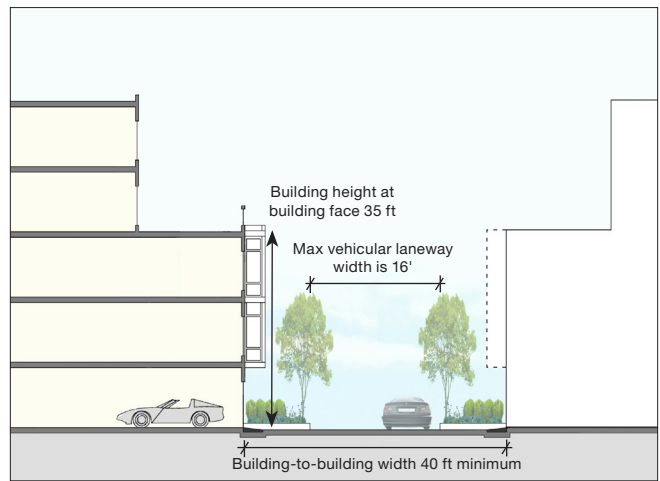 Building height at
building face 35 ft
Max vehicular laneway
width is 16'
Building-to-building width 40 ft minimum